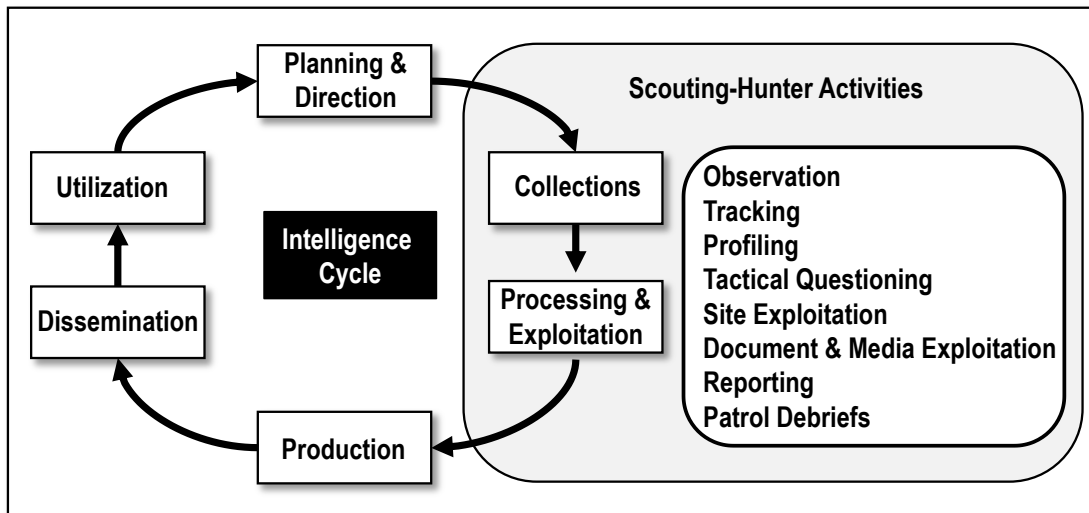 Planning &
Direction
Scouting-Hunter Activities
Utilization
Collections
Observation
Tracking
Profiling
Tactical Questioning
Site Exploitation
Document & Media Exploitation
Reporting
Patrol Debriefs
Intelligence
Cycle
Processing &
Exploitation
Dissemination
Production